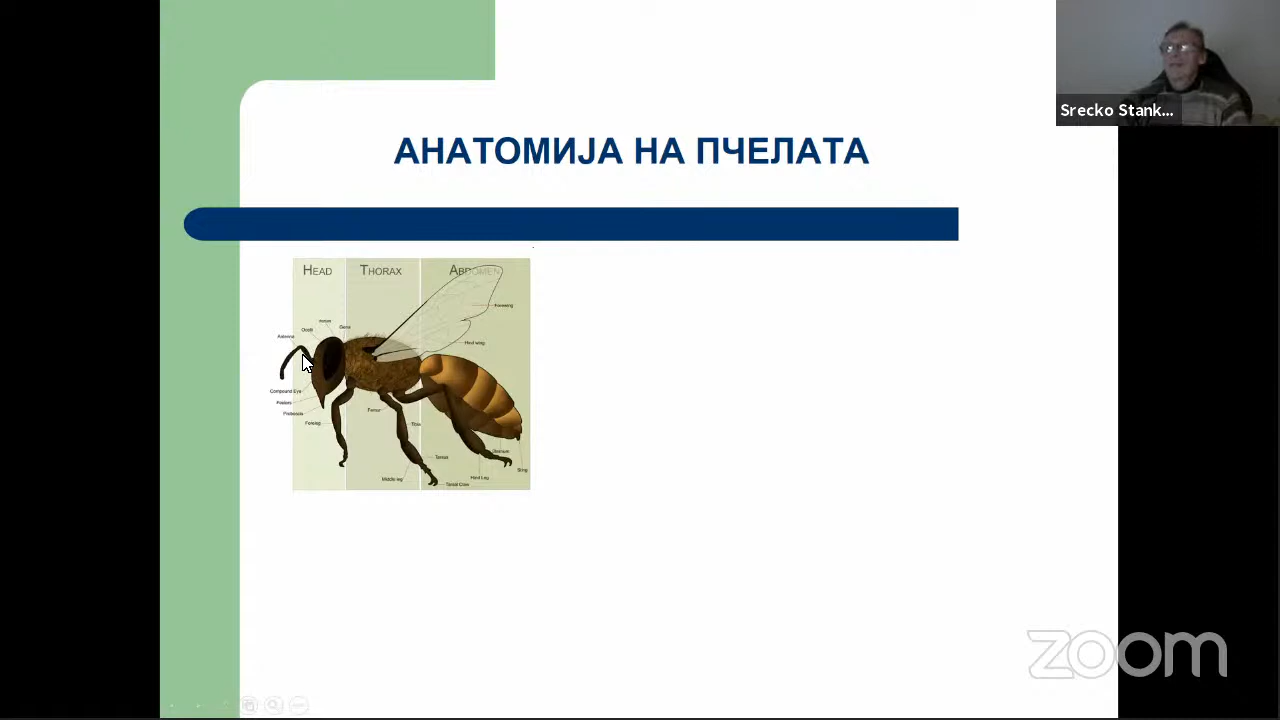 Srecko Stank...
АНАТОМИЈА НА ПЧЕЛАТА
HEAD THORAX ABDOMEN
Forewing
Ocelli
Gena
Antenna
Hind wing
Compound Eye
Proboscis
Femur
Foreleg
Tibia
Tarsus
Sting
Middle leg
Hind Leg
Tarsal Claw
zoom